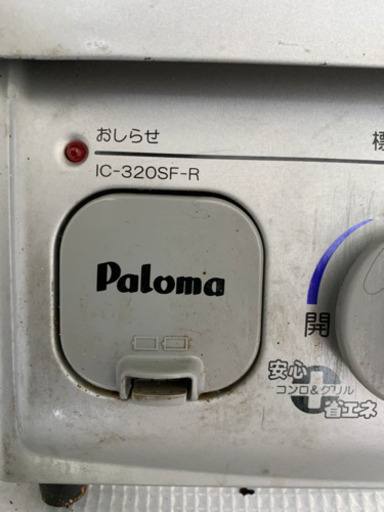 おしらせ
標
IC-320SF-R
Paloma
開
安心
コンロ&グリル
省エネ